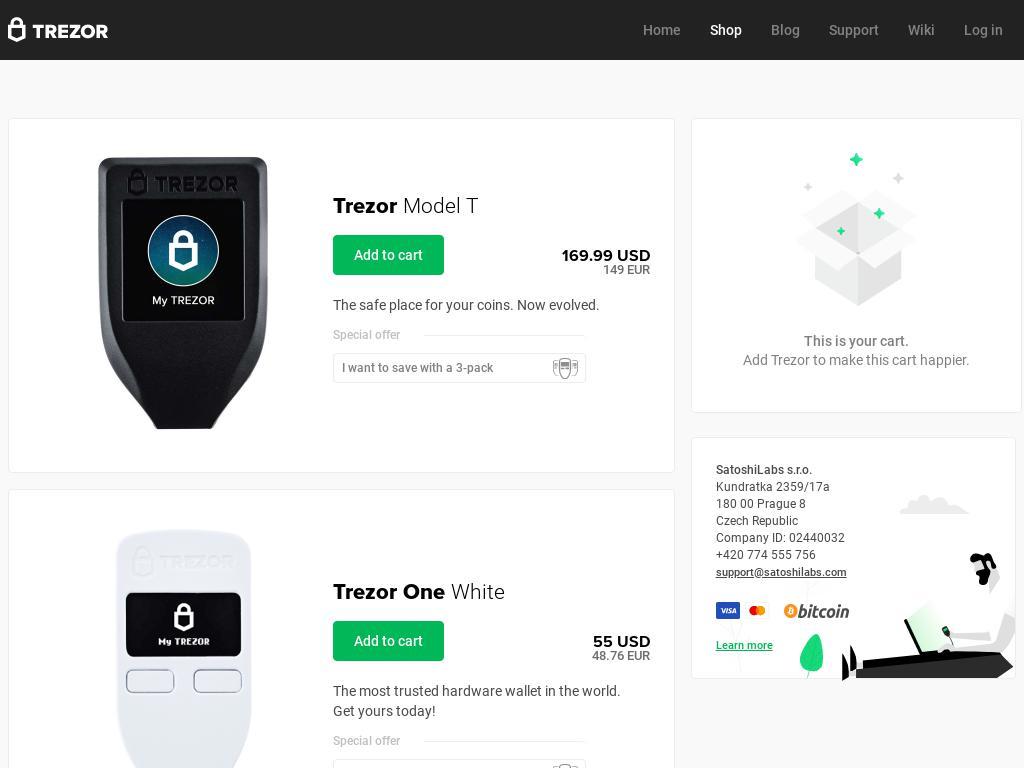 TREZOR
Home
Shop
Blog
Support
Wiki
Log in
TREZOR
My TREZOR
Trezor Model T
Add to cart
169.99 USD
149 EUR
The safe place for your coins. Now evolved.
Special offer
I want to save with a 3-pack
This is your cart.
Add Trezor to make this cart happier.
SatoshiLabs s.r.o.
Kundratka 2359/17a
180 00 Prague 8
Czech Republic
Company ID: 02440032
+420 774 555 756
support@satoshilabs.com
VISA
bitcoin
Learn more
TREZOR
My TREZOR
Trezor One White
Add to cart
55 USD
48.76 EUR
The most trusted hardware wallet in the world.
Get yours today!
Special offer